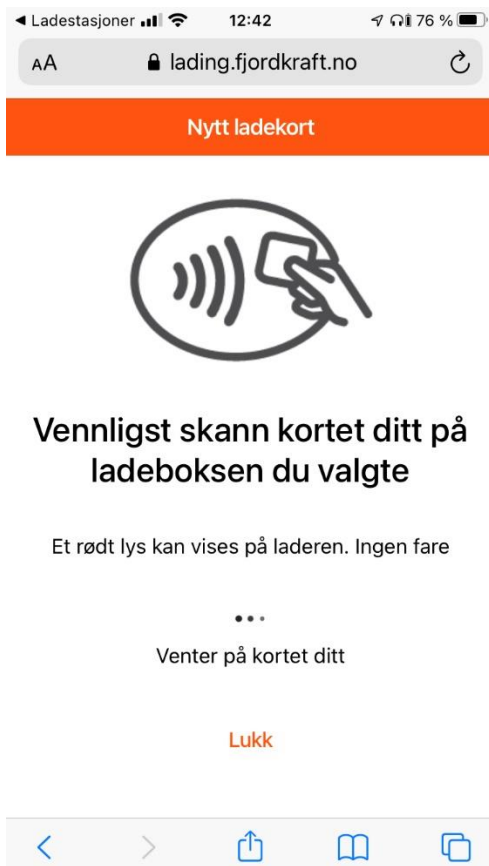 Ladestasjoner 12:42 76 %
AA lading.fjordkraft.no
Nytt ladekort
Vennligst skann kortet ditt på
ladeboksen du valgte
Et rødt lys kan vises på laderen. Ingen fare
Venter på kortet ditt
Lukk